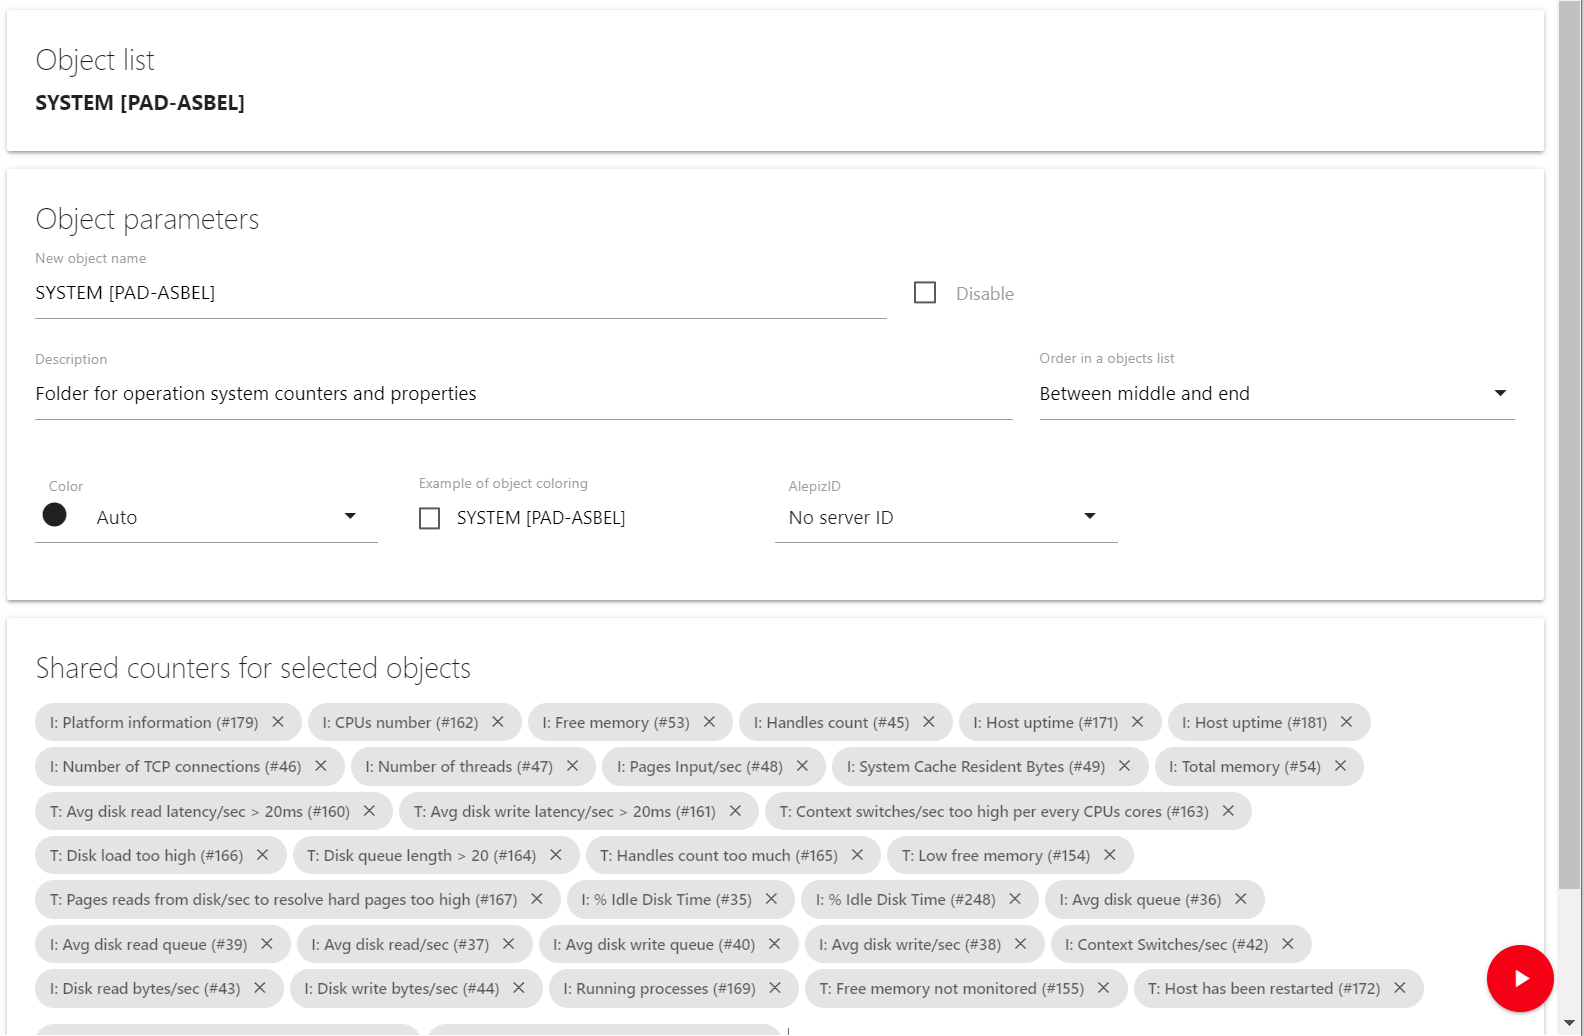 Object list
SYSTEM [PAD-ASBEL]
Object parameters
New object name
SYSTEM [PAD-ASBEL]
Disable
Description
Order in a objects list
Folder for operation system counters and properties
Between middle and end
Color
Example of object coloring
AlepizID
Auto
SYSTEM [PAD-ASBEL]
No server ID
Shared counters for selected objects
I: Platform information (#179) I: CPUs number (#162) I: Free memory (#53) I: Handles count (#45) I: Host uptime (#171) I: Host uptime (#181)
I: Number of TCP connections (#46) I: Number of threads (#47) I: Pages Input/sec (#48) I: System Cache Resident Bytes (#49) I: Total memory (#54)
T: Avg disk read latency/sec > 20ms (#160) T: Avg disk write latency/sec > 20ms (#161) T: Context switches/sec too high per every CPUs cores (#163)
T: Disk load too high (#166) T: Disk queue length > 20 (#164) T: Handles count too much (#165) T: Low free memory (#154)
T: Pages reads from disk/sec to resolve hard pages too high (#167) I: % Idle Disk Time (#35) I: % Idle Disk Time (#248) I: Avg disk queue (#36)
I: Avg disk read queue (#39) I: Avg disk read/sec (#37) I: Avg disk write queue (#40) I: Avg disk write/sec (#38) I: Context Switches/sec (#42)
I: Disk read bytes/sec (#43) I: Disk write bytes/sec (#44) I: Running processes (#169) T: Free memory not monitored (#155) T: Host has been restarted (#172)